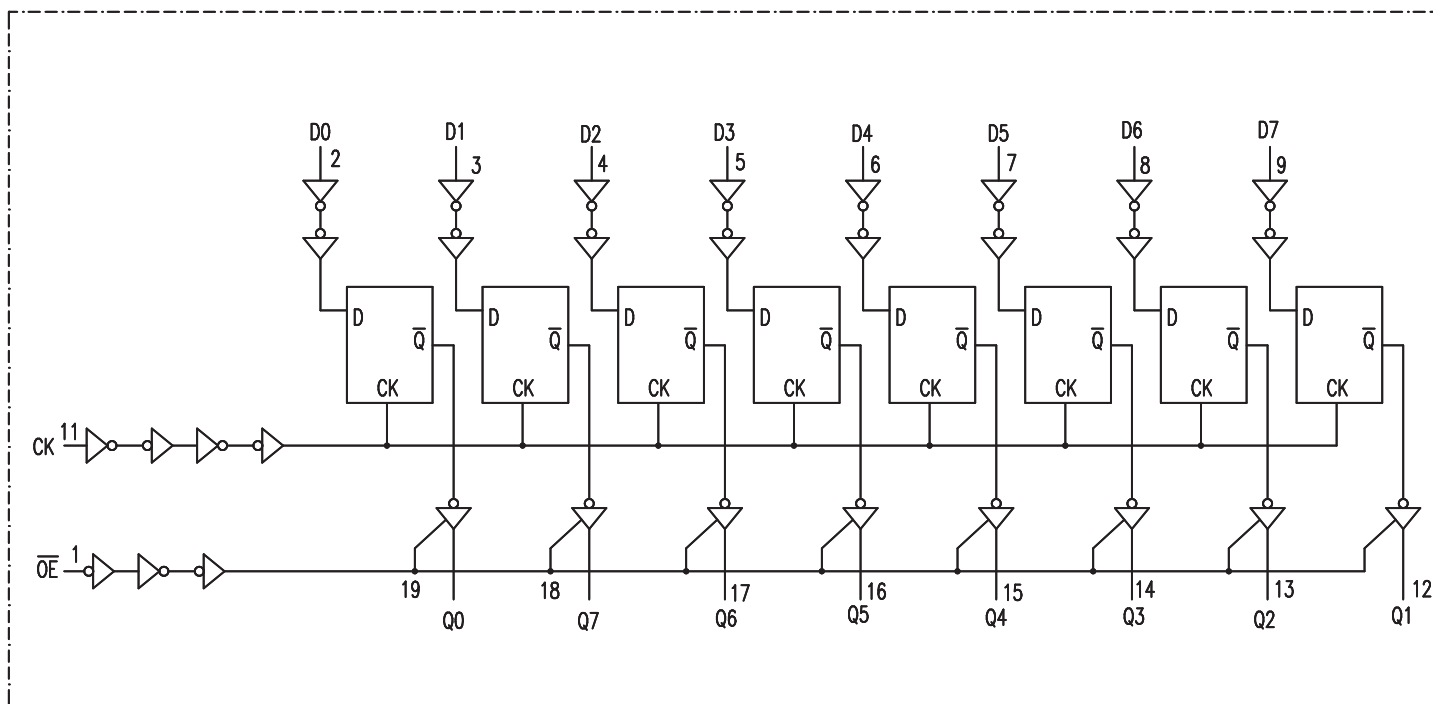 D0 D1 D2 D3 D4 D5 D6 D7
2 3 4 5 6 7 8 9
D D D D D D D D
Q̅ Q̅ Q̅ Q̅ Q̅ Q̅ Q̅ Q̅
CK CK CK CK CK CK CK CK
CK 11
O̅E̅ 1
19 18 17 16 15 14 13 12
Q0 Q7 Q6 Q5 Q4 Q3 Q2 Q1